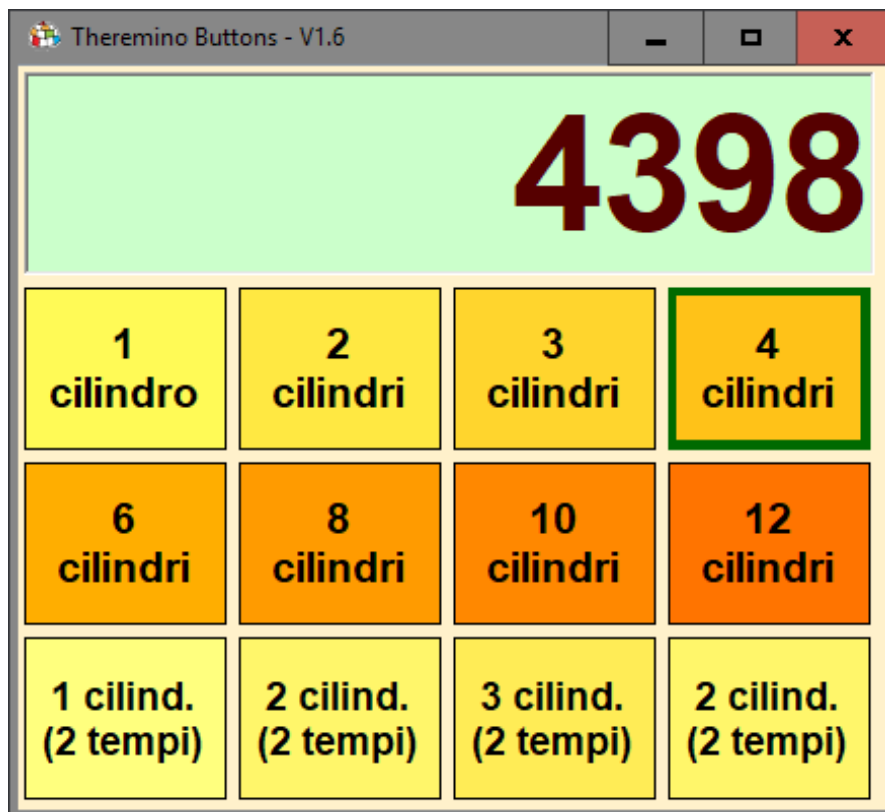 Theremino Buttons - V1.6
4398
1
cilindro
2
cilindri
3
cilindri
4
cilindri
6
cilindri
8
cilindri
10
cilindri
12
cilindri
1 cilind.
(2 tempi)
2 cilind.
(2 tempi)
3 cilind.
(2 tempi)
2 cilind.
(2 tempi)